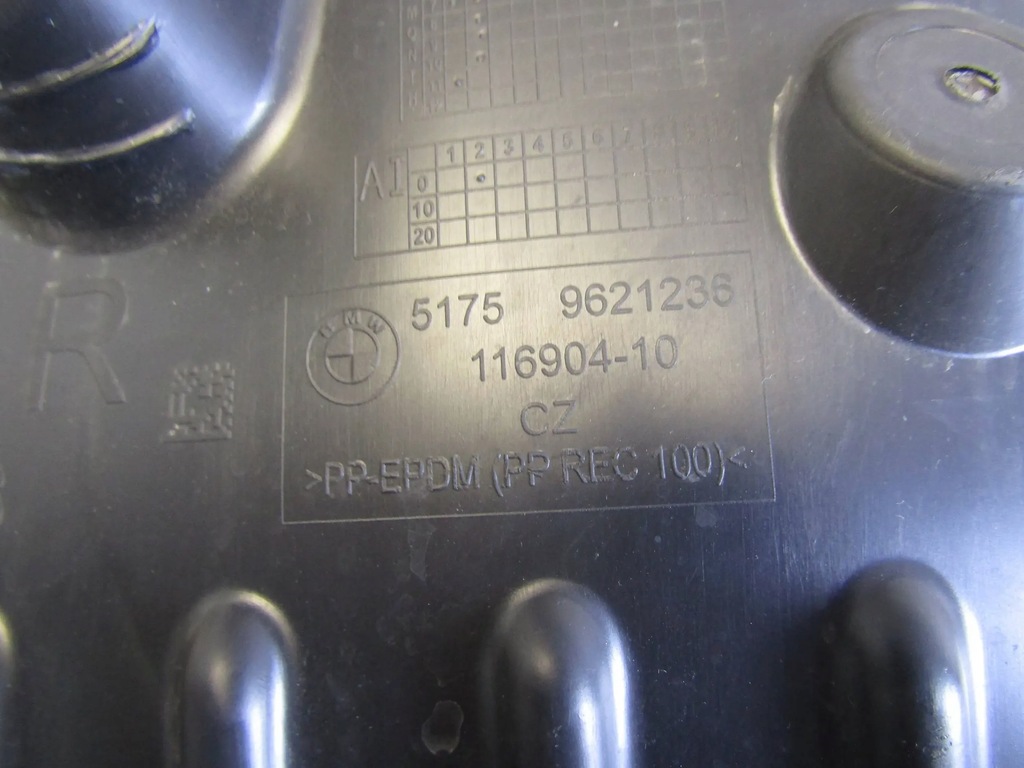 AI 1 2 3 4 5 6
0
10
20
R
BMW
5175 9621236
116904-10
CZ
>PP-EPDM (PP REC 100)<